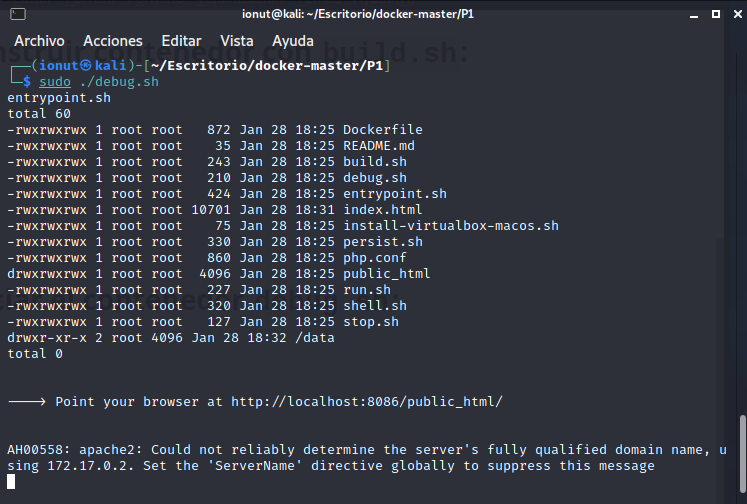 ionut@kali: ~/Escritorio/docker-master/P1
Archivo Acciones Editar Vista Ayuda
┌──(ionut㉿kali)-[~/Escritorio/docker-master/P1]
└─$ sudo ./debug.sh
entrypoint.sh
total 60
-rwxrwxrwx 1 root root   872 Jan 28 18:25 Dockerfile
-rwxrwxrwx 1 root root    35 Jan 28 18:25 README.md
-rwxrwxrwx 1 root root   243 Jan 28 18:25 build.sh
-rwxrwxrwx 1 root root   210 Jan 28 18:25 debug.sh
-rwxrwxrwx 1 root root   424 Jan 28 18:25 entrypoint.sh
-rwxrwxrwx 1 root root 10701 Jan 28 18:31 index.html
-rwxrwxrwx 1 root root    75 Jan 28 18:25 install-virtualbox-macos.sh
-rwxrwxrwx 1 root root   330 Jan 28 18:25 persist.sh
-rwxrwxrwx 1 root root   860 Jan 28 18:25 php.conf
drwxrwxrwx 1 root root  4096 Jan 28 18:25 public_html
-rwxrwxrwx 1 root root   227 Jan 28 18:25 run.sh
-rwxrwxrwx 1 root root   320 Jan 28 18:25 shell.sh
-rwxrwxrwx 1 root root   127 Jan 28 18:25 stop.sh
drwxr-xr-x 2 root 4096 Jan 28 18:32 /data
total 0
----> Point your browser at http://localhost:8086/public_html/
AH00558: apache2: Could not reliably determine the server's fully qualified domain name, u
sing 172.17.0.2. Set the 'ServerName' directive globally to suppress this message